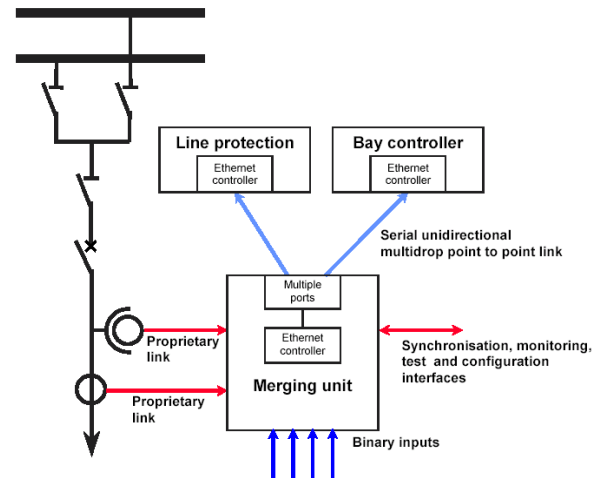 Line protection
Ethernet
controller
Bay controller
Ethernet
controller
Serial unidirectional
multidrop point to point link
Multiple
ports
Ethernet
controller
Merging unit
Proprietary
link
Proprietary
link
Synchronisation, monitoring,
test and configuration
interfaces
Binary inputs